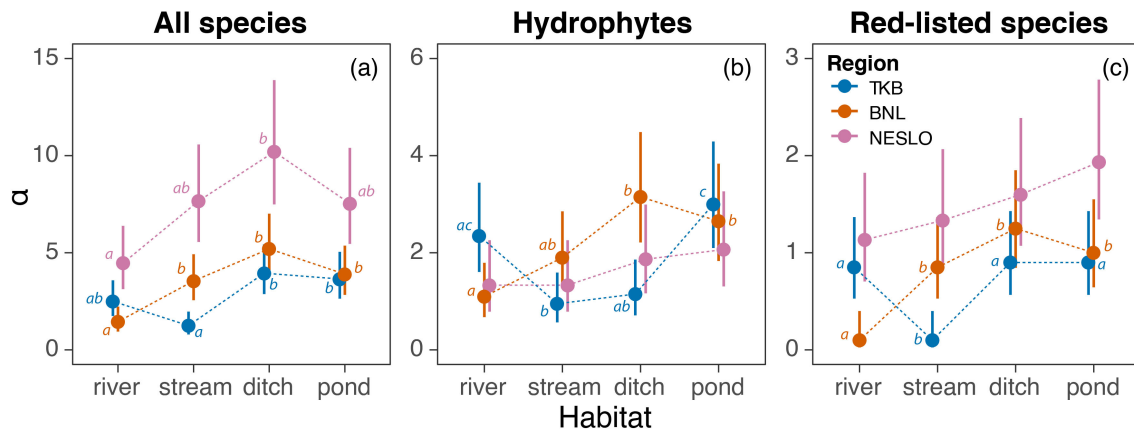 All species
Hydrophytes
Red-listed species
(a)
(b)
(c)
Region
TKB
BNL
NESLO
α
15
10
5
0
ab
a
ab
b
b
b
a
b
a
b
ab
b
b
6
4
2
0
ac
ab
b
b
ab
c
b
3
2
1
0
a
a
b
b
b
a
b
a
river
stream
ditch
pond
river
stream
ditch
pond
river
stream
ditch
pond
Habitat